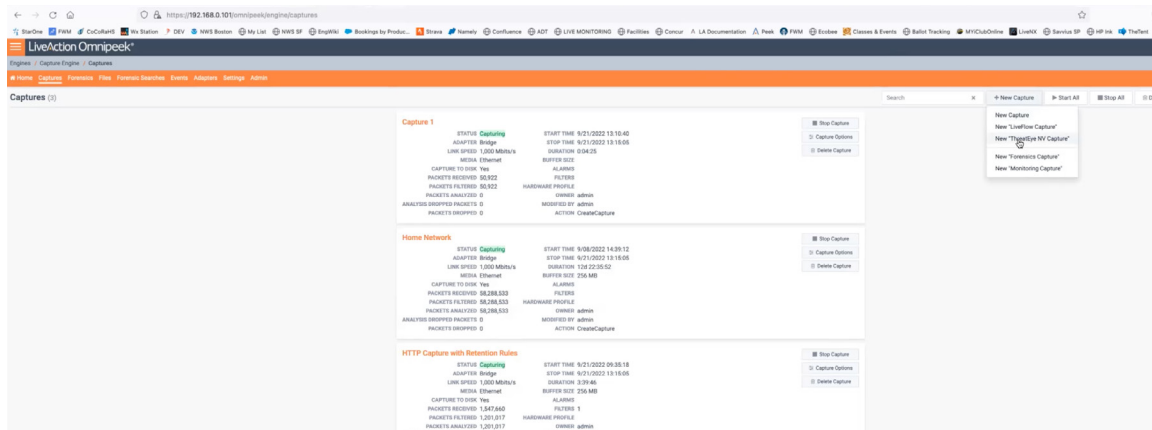 https://192.168.0.101/omnipeek/engine/captures
StarOne FWM CoCoRaHS Wx Station DEV NWS Boston My List NWS SF EngWiki Bookings by Produc... Strava Namely Confluence ADT LIVE MONITORING Facilities Concur LA Documentation Peek FWM Ecobee Classes & Events Ballot Tracking MYiClubOnline LiveNX Savvius SP HP Ink TheTent
LiveAction Omnipeek
Engines / Capture Engine / Captures
Home Captures Forensics Files Forensic Searches Events Adapters Settings Admin
Captures (3) Search × + New Capture Start All Stop All
New Capture
New "LiveFlow Capture"
New "ThreatEye NV Capture"
New "Forensics Capture"
New "Monitoring Capture"
Capture 1 Stop Capture
STATUS Capturing START TIME 9/21/2022 13:10:40
ADAPTER Bridge STOP TIME 9/21/2022 13:15:05 Capture Options
LINK SPEED 1,000 Mbits/s DURATION 0:04:25
MEDIA Ethernet BUFFER SIZE Delete Capture
CAPTURE TO DISK Yes ALARMS
PACKETS RECEIVED 50,922 FILTERS
PACKETS FILTERED 50,922 HARDWARE PROFILE
PACKETS ANALYZED 0 OWNER admin
ANALYSIS DROPPED PACKETS 0 MODIFIED BY admin
PACKETS DROPPED 0 ACTION CreateCapture
Home Network Stop Capture
STATUS Capturing START TIME 9/08/2022 14:39:12
ADAPTER Bridge STOP TIME 9/21/2022 13:15:05 Capture Options
LINK SPEED 1,000 Mbits/s DURATION 12d 22:35:52
MEDIA Ethernet BUFFER SIZE 256 MB Delete Capture
CAPTURE TO DISK Yes ALARMS
PACKETS RECEIVED 58,288,533 FILTERS
PACKETS FILTERED 58,288,533 HARDWARE PROFILE
PACKETS ANALYZED 58,288,533 OWNER admin
ANALYSIS DROPPED PACKETS 0 MODIFIED BY admin
PACKETS DROPPED 0 ACTION CreateCapture
HTTP Capture with Retention Rules Stop Capture
STATUS Capturing START TIME 9/21/2022 09:35:18
ADAPTER Bridge STOP TIME 9/21/2022 13:15:05 Capture Options
LINK SPEED 1,000 Mbits/s DURATION 3:39:46
MEDIA Ethernet BUFFER SIZE 256 MB Delete Capture
CAPTURE TO DISK Yes ALARMS
PACKETS RECEIVED 1,547,660 FILTERS 1
PACKETS FILTERED 1,201,017 HARDWARE PROFILE
PACKETS ANALYZED 1,201,017 OWNER admin